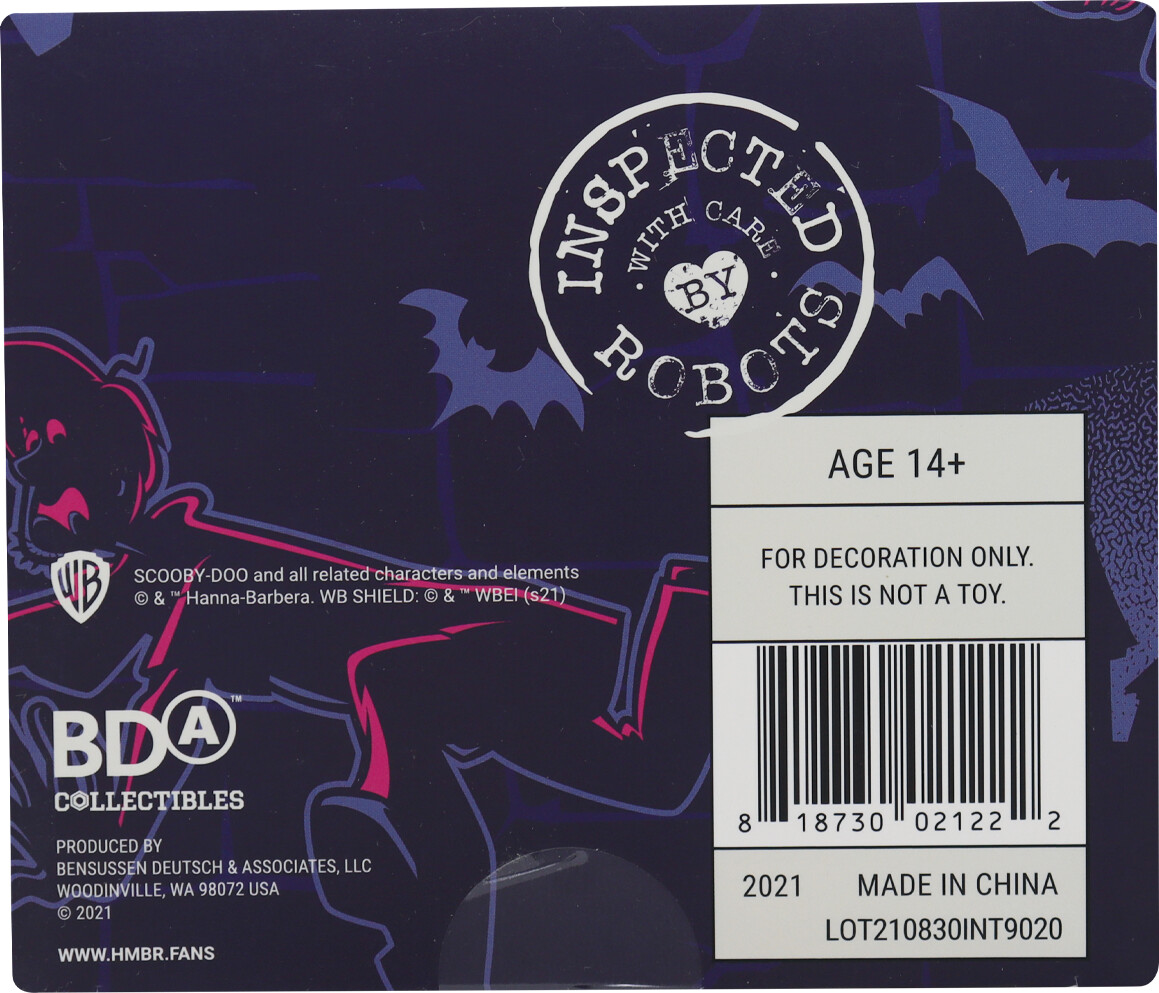 INSPECTED
WITH CARE
BY
ROBOTS
AGE 14+
FOR DECORATION ONLY.
THIS IS NOT A TOY.
8 18730 02122 2
2021 MADE IN CHINA
LOT210830INT9020
WB
SCOOBY-DOO and all related characters and elements
© & ™ Hanna-Barbera. WB SHIELD: © & ™ WBEI (s21)
BDA™
COLLECTIBLES
PRODUCED BY
BENSUSSEN DEUTSCH & ASSOCIATES, LLC
WOODINVILLE, WA 98072 USA
© 2021
WWW.HMBR.FANS